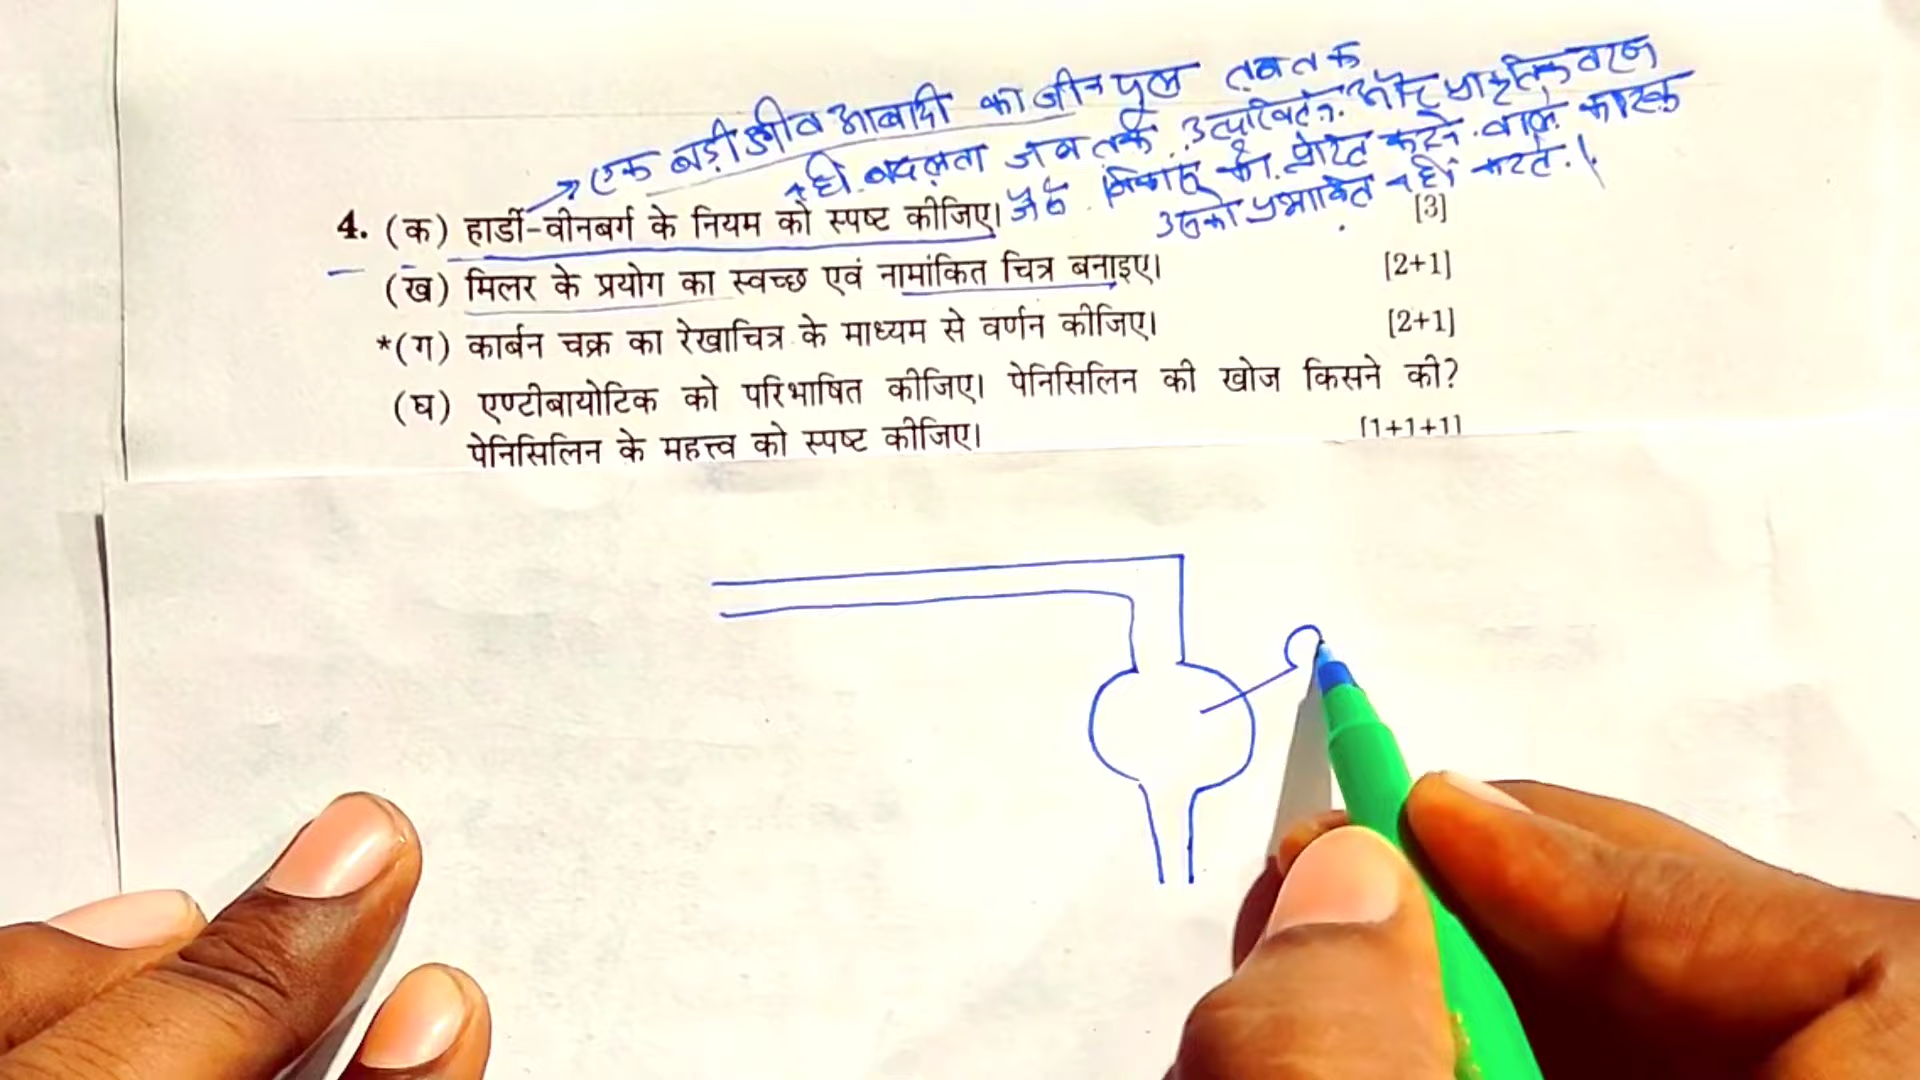 एक बड़ी जीव आबादी का जीन पूल तब तक
नहीं बदलता जब तक उत्परिवर्तन और प्राकृतिक वरण
जैसे विकास को प्रेरित करने वाले कारक
उसको प्रभावित नहीं करते।
4. (क) हार्डी-वीनबर्ग के नियम को स्पष्ट कीजिए। [3]
(ख) मिलर के प्रयोग का स्वच्छ एवं नामांकित चित्र बनाइए। [2+1]
*(ग) कार्बन चक्र का रेखाचित्र के माध्यम से वर्णन कीजिए। [2+1]
(घ) एण्टीबायोटिक को परिभाषित कीजिए। पेनिसिलिन की खोज किसने की?
पेनिसिलिन के महत्त्व को स्पष्ट कीजिए। [1+1+1]